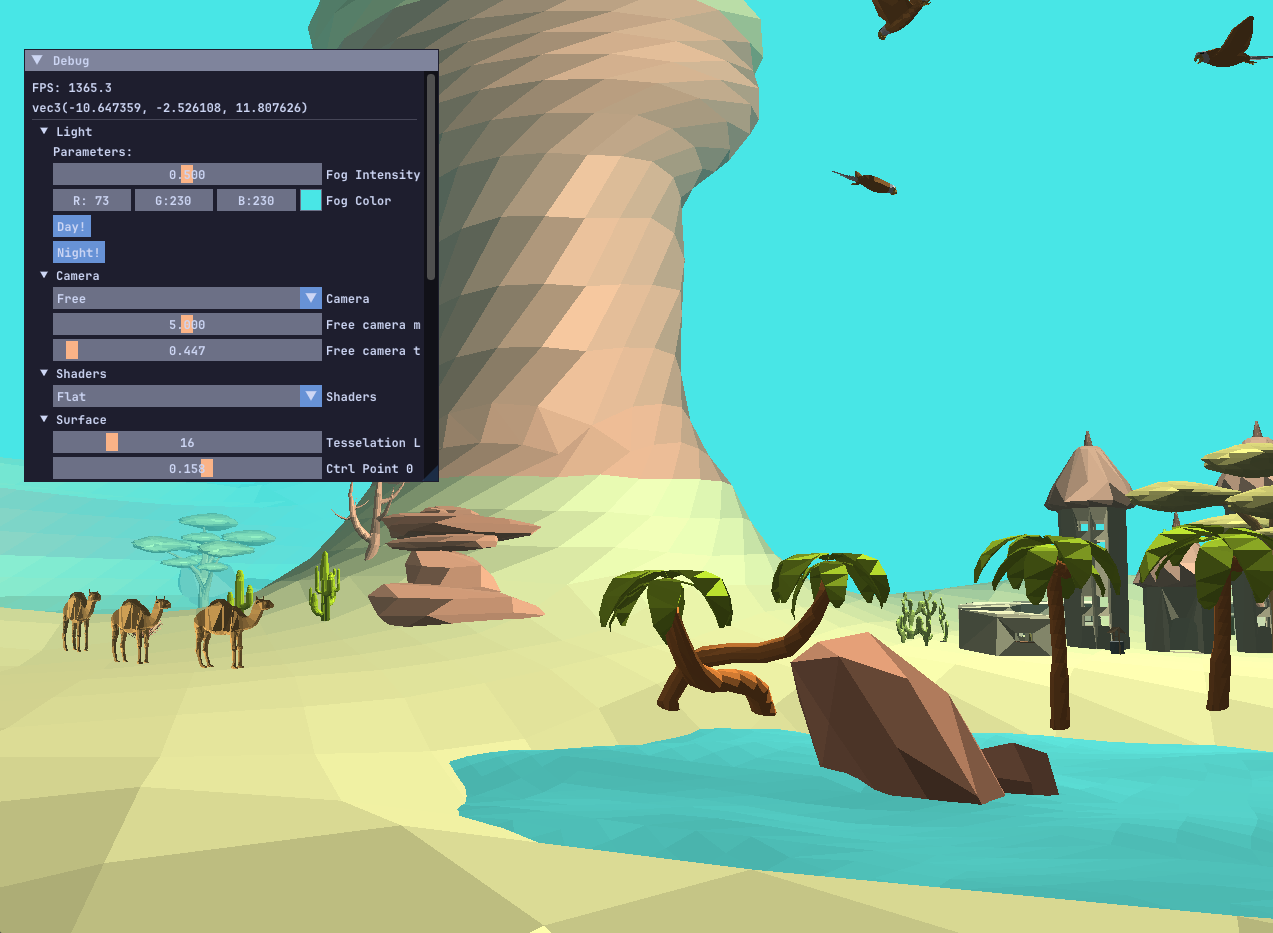 Debug
FPS: 1365.3
vec3(-10.647359, -2.526108, 11.807626)
Light
Parameters:
0.500 Fog Intensity
R: 73 G:230 B:230 Fog Color
Day!
Night!
Camera
Free Camera
5.000 Free camera m
0.447 Free camera t
Shaders
Flat Shaders
Surface
16 Tesselation L
0.158 Ctrl Point 0